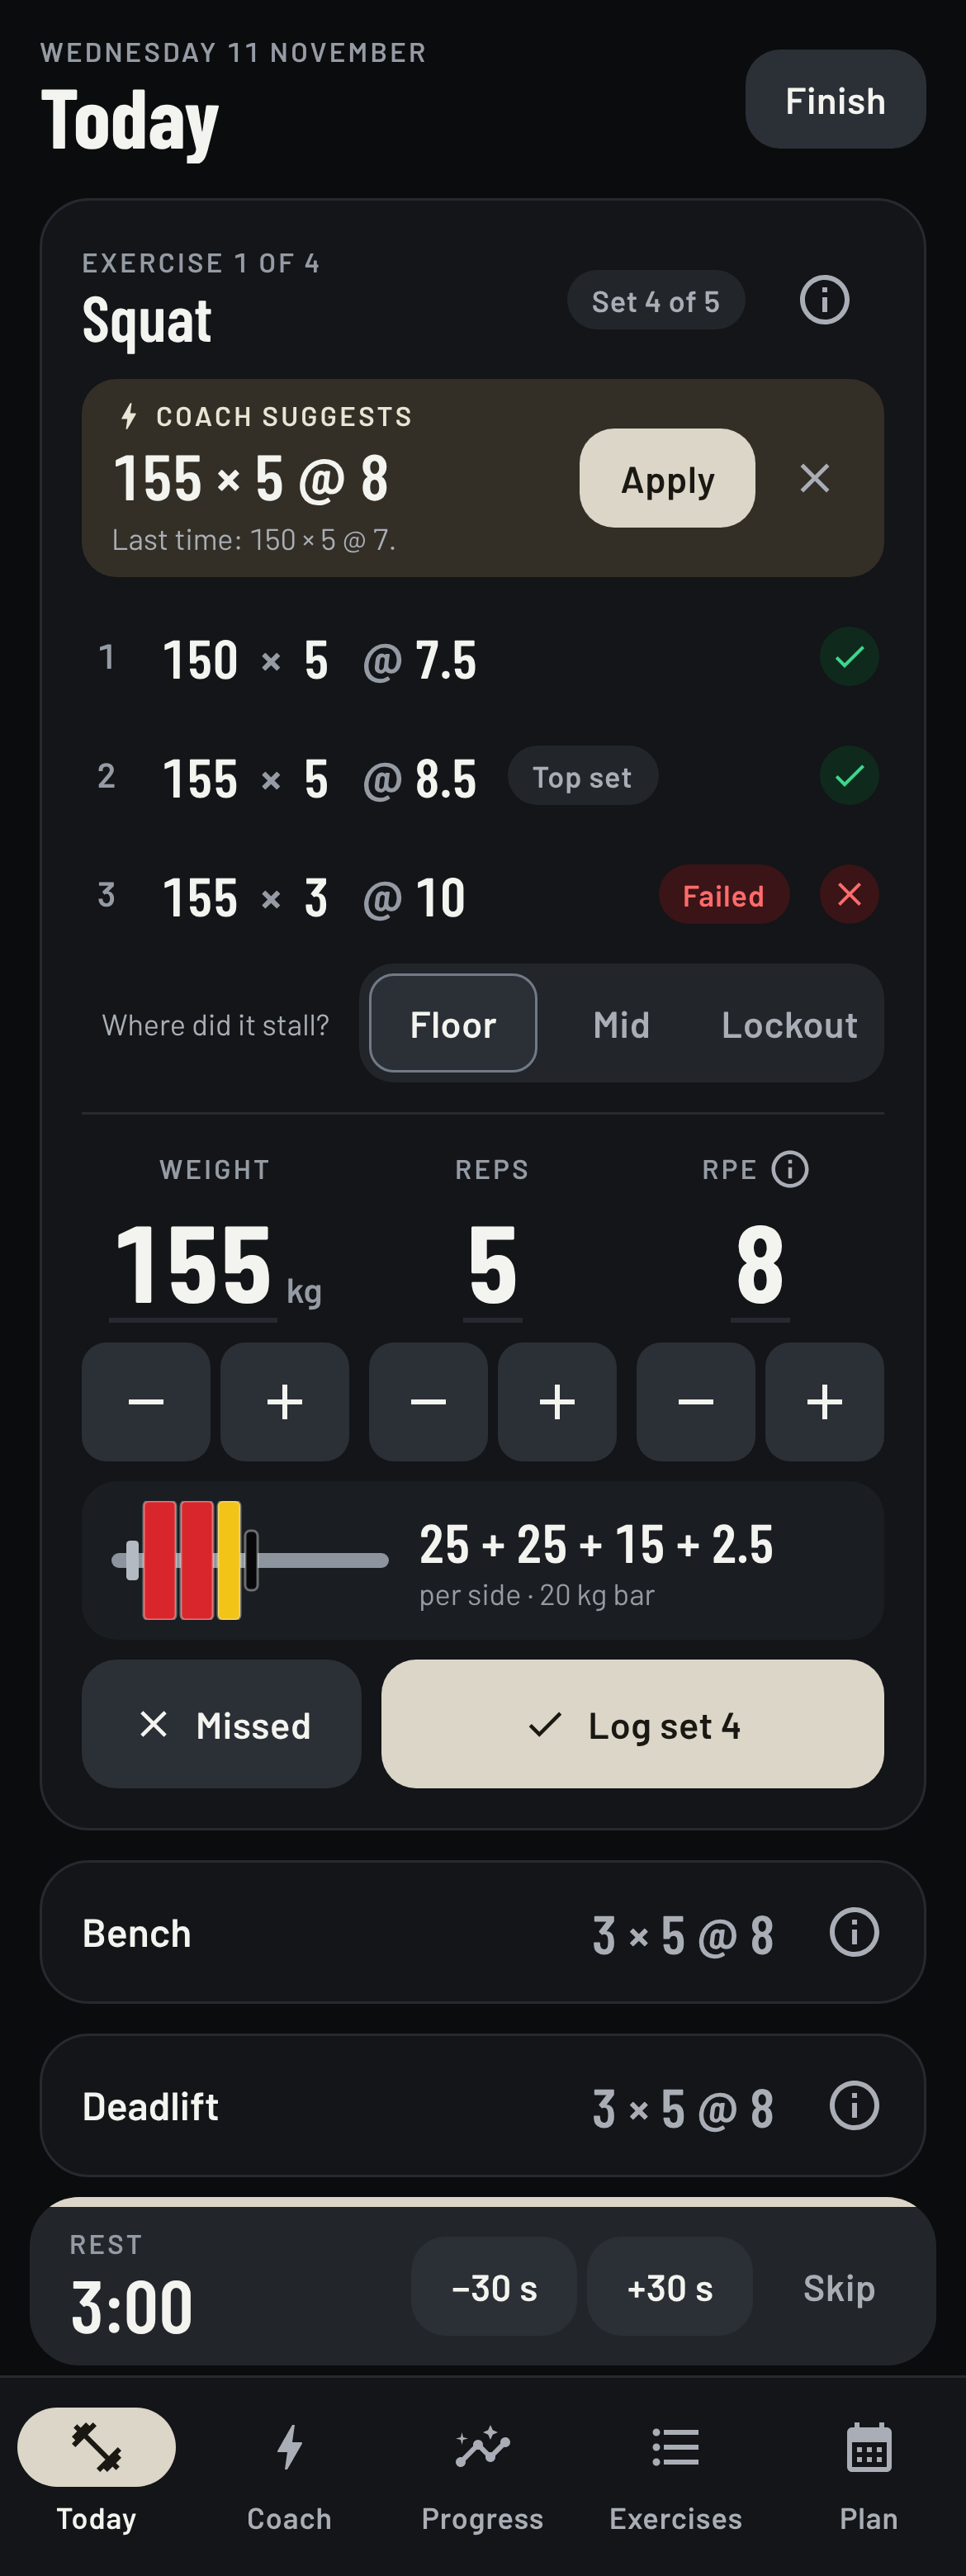 WEDNESDAY 11 NOVEMBER
Today
Finish
EXERCISE 1 OF 4
Squat
Set 4 of 5
COACH SUGGESTS
155 × 5 @ 8
Last time: 150 × 5 @ 7.
Apply
1 150 × 5 @ 7.5
2 155 × 5 @ 8.5 Top set
3 155 × 3 @ 10 Failed
Where did it stall? Floor Mid Lockout
WEIGHT REPS RPE
155 kg 5 8
25 + 25 + 15 + 2.5
per side · 20 kg bar
Missed
Log set 4
Bench 3 × 5 @ 8
Deadlift 3 × 5 @ 8
REST
3:00
−30 s +30 s Skip
Today Coach Progress Exercises Plan